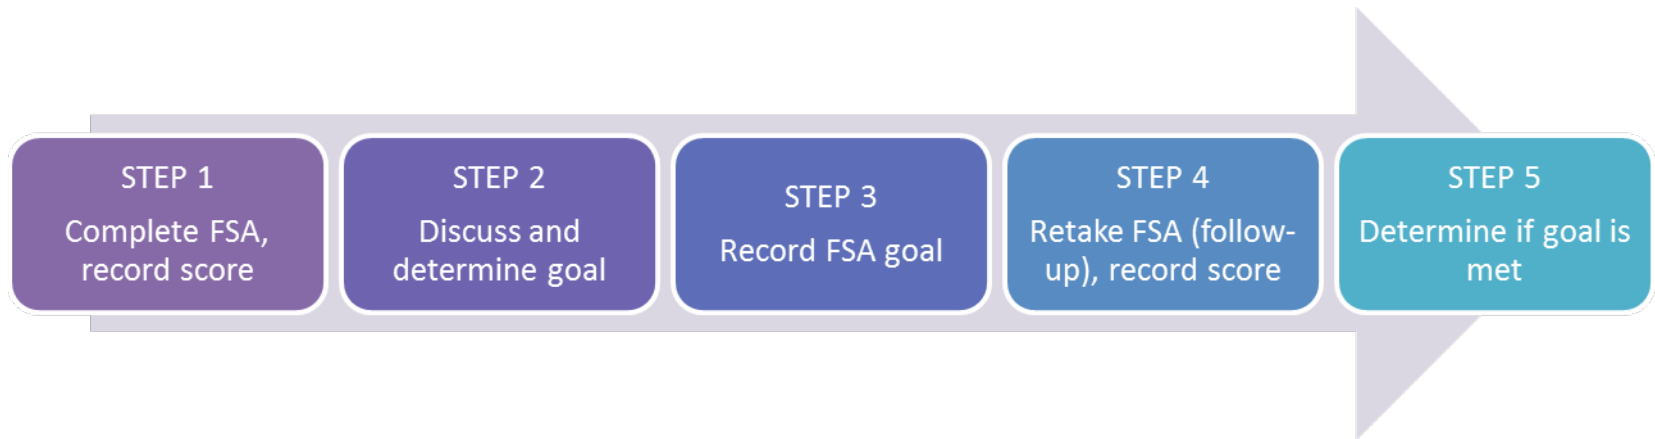 STEP 1
Complete FSA,
record score
STEP 2
Discuss and
determine goal
STEP 3
Record FSA goal
STEP 4
Retake FSA (follow-
up), record score
STEP 5
Determine if goal is
met